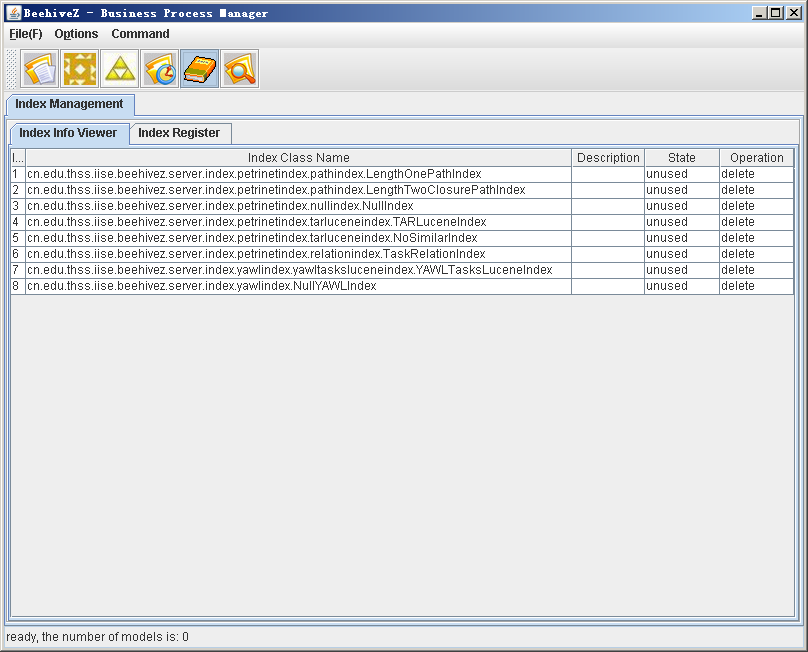 BeehiveZ - Business Process Manager
File(F) Options Command
Index Management
Index Info Viewer Index Register
I... Index Class Name Description State Operation
1 cn.edu.thss.iise.beehivez.server.index.petrinetindex.pathindex.LengthOnePathIndex unused delete
2 cn.edu.thss.iise.beehivez.server.index.petrinetindex.pathindex.LengthTwoClosurePathIndex unused delete
3 cn.edu.thss.iise.beehivez.server.index.petrinetindex.nullindex.NullIndex unused delete
4 cn.edu.thss.iise.beehivez.server.index.petrinetindex.tarluceneindex.TARLuceneIndex unused delete
5 cn.edu.thss.iise.beehivez.server.index.petrinetindex.tarluceneindex.NoSimilarIndex unused delete
6 cn.edu.thss.iise.beehivez.server.index.petrinetindex.relationindex.TaskRelationIndex unused delete
7 cn.edu.thss.iise.beehivez.server.index.yawlindex.yawltasksluceneindex.YAWLTasksLuceneIndex unused delete
8 cn.edu.thss.iise.beehivez.server.index.yawlindex.NullYAWLIndex unused delete
ready, the number of models is: 0